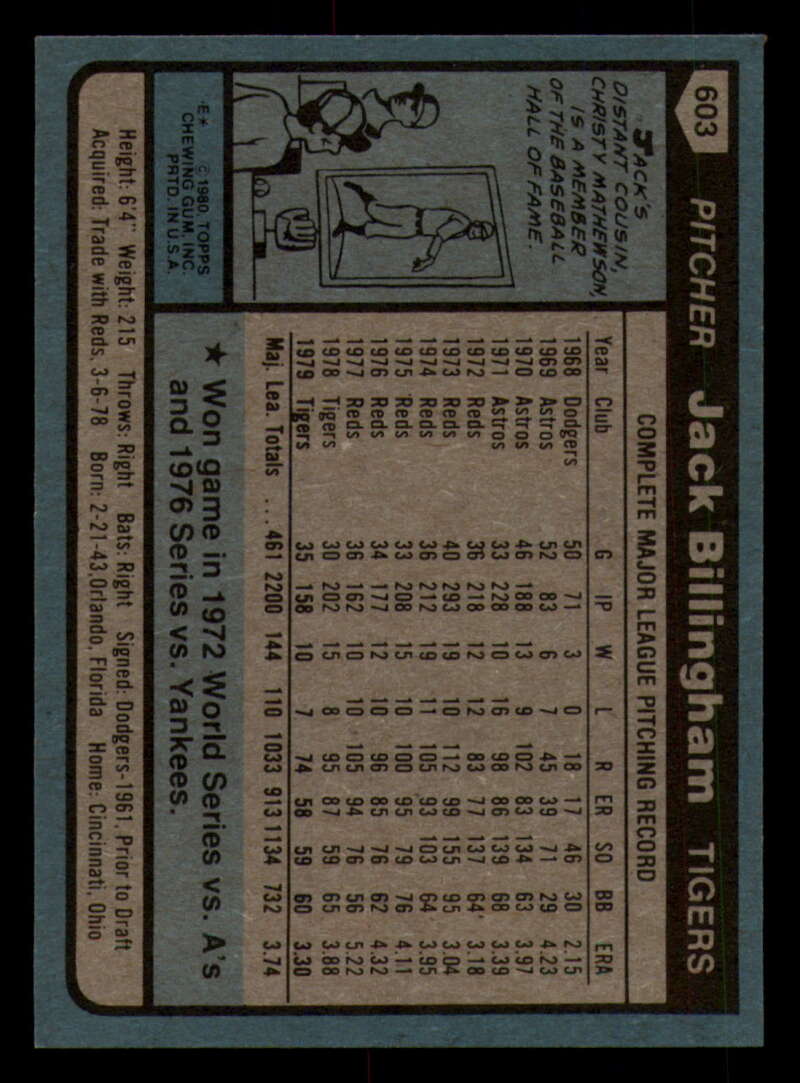 603 PITCHER Jack Billingham TIGERS
JACK'S
DISTANT COUSIN,
CHRISTY MATHEWSON,
IS A MEMBER
OF THE BASEBALL
HALL OF FAME.
E* © 1980 TOPPS
CHEWING GUM, INC.
PRTD. IN U.S.A.
COMPLETE MAJOR LEAGUE PITCHING RECORD
Year Club G IP W L R ER SO BB ERA
1968 Dodgers 50 71 3 0 18 17 46 30 2.15
1969 Astros 52 83 6 7 45 39 71 29 4.23
1970 Astros 46 188 13 9 102 83 134 63 3.97
1971 Astros 33 228 10 16 98 86 139 68 3.39
1972 Reds 36 218 12 12 83 77 137 64 3.18
1973 Reds 40 293 19 10 112 99 155 95 3.04
1974 Reds 36 212 19 11 105 93 103 64 3.95
1975 Reds 33 208 15 10 100 95 79 76 4.11
1976 Reds 34 177 12 10 96 85 76 62 4.32
1977 Reds 36 162 10 10 105 94 76 56 5.22
1978 Tigers 30 202 15 8 95 87 59 65 3.88
1979 Tigers 35 158 10 7 74 58 59 60 3.30
Maj. Lea. Totals ... 461 2200 144 110 1033 913 1134 732 3.74
★ Won game in 1972 World Series vs. A's
and 1976 Series vs. Yankees.
Height: 6'4" Weight: 215 Throws: Right Bats: Right Signed: Dodgers-1961, Prior to Draft
Acquired: Trade with Reds, 3-6-78 Born: 2-21-43, Orlando, Florida Home: Cincinnati, Ohio